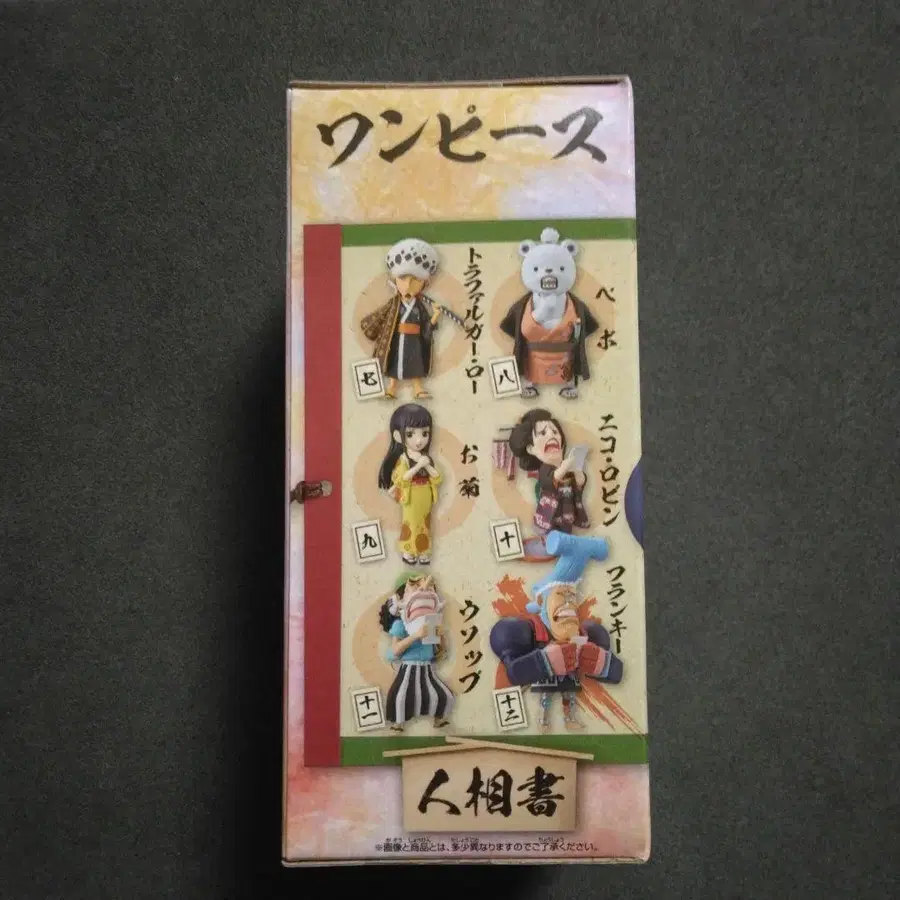 ワンピース
トラファルガー・ロー
七
ベポ
八
お菊
九
ニコ・ロビン
十
ウソップ
十一
フランキー
十二
人相書
※画像と商品とは、多少異なりますのでご了承ください。